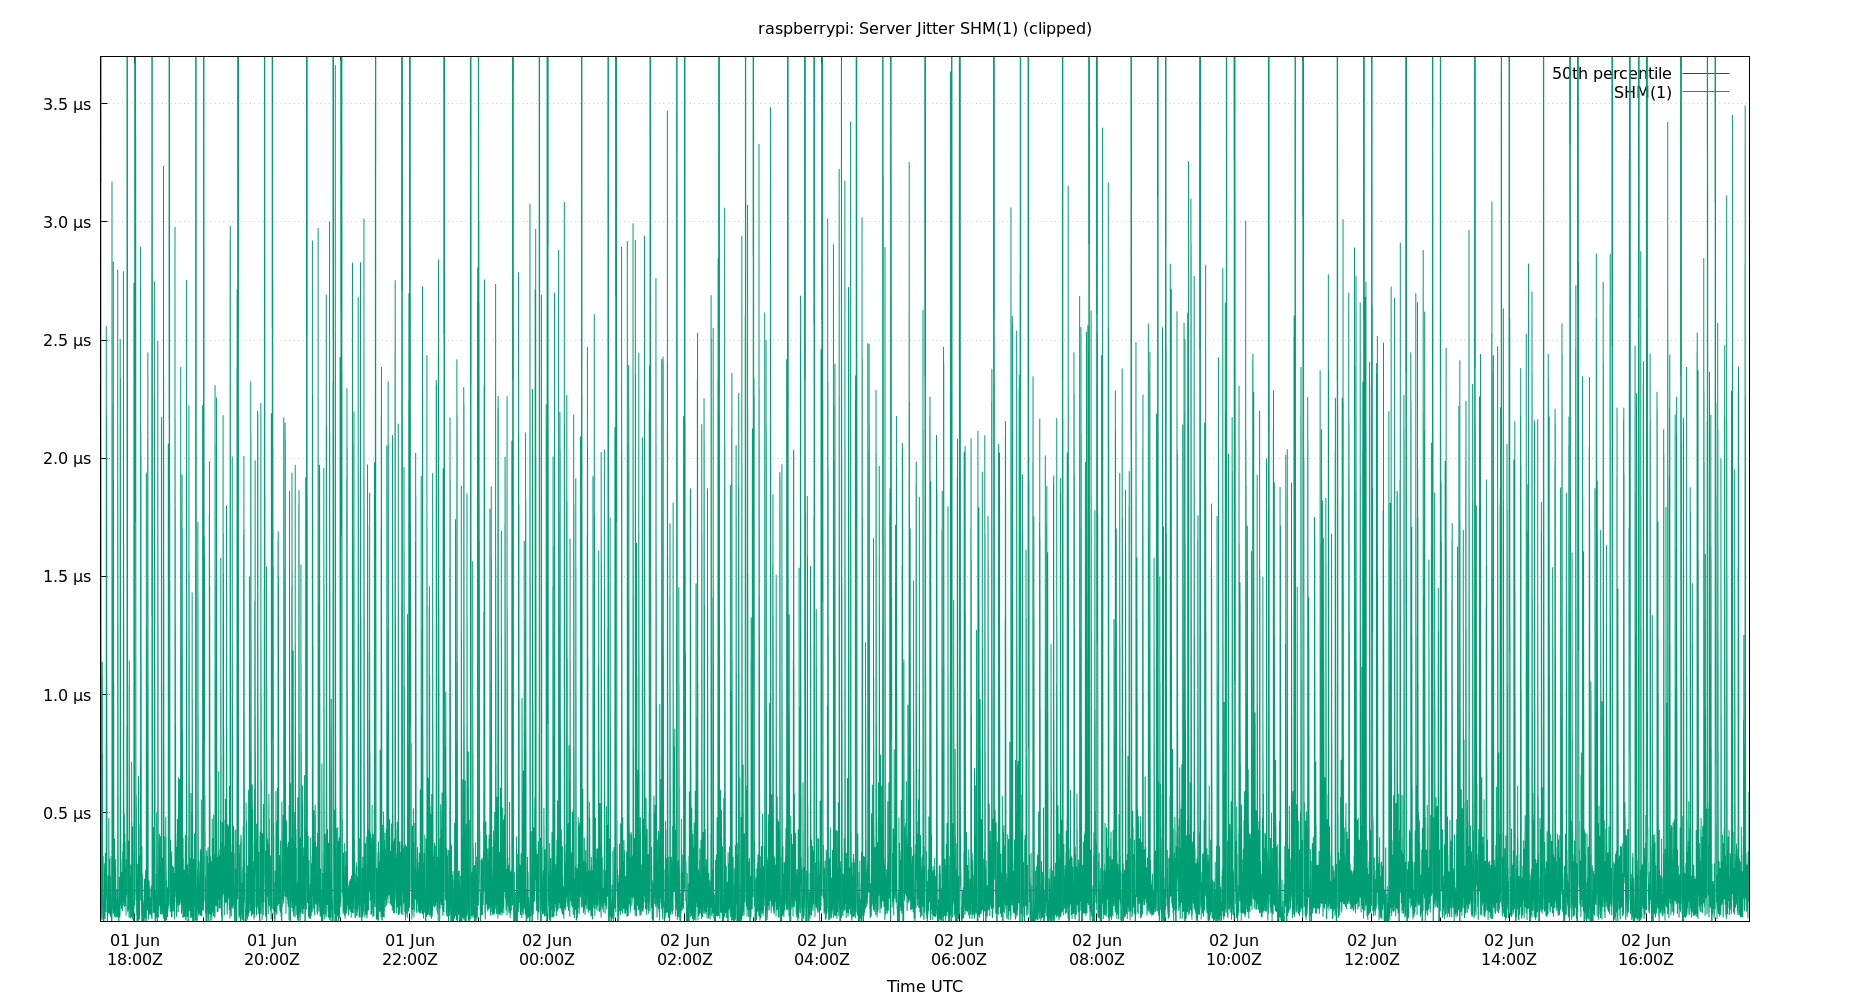 raspberrypi: Server Jitter SHM(1) (clipped)
50th percentile
SHM(1)
3.5 µs
3.0 µs
2.5 µs
2.0 µs
1.5 µs
1.0 µs
0.5 µs
01 Jun 01 Jun 01 Jun 02 Jun 02 Jun 02 Jun 02 Jun 02 Jun 02 Jun 02 Jun 02 Jun 02 Jun
18:00Z 20:00Z 22:00Z 00:00Z 02:00Z 04:00Z 06:00Z 08:00Z 10:00Z 12:00Z 14:00Z 16:00Z
Time UTC